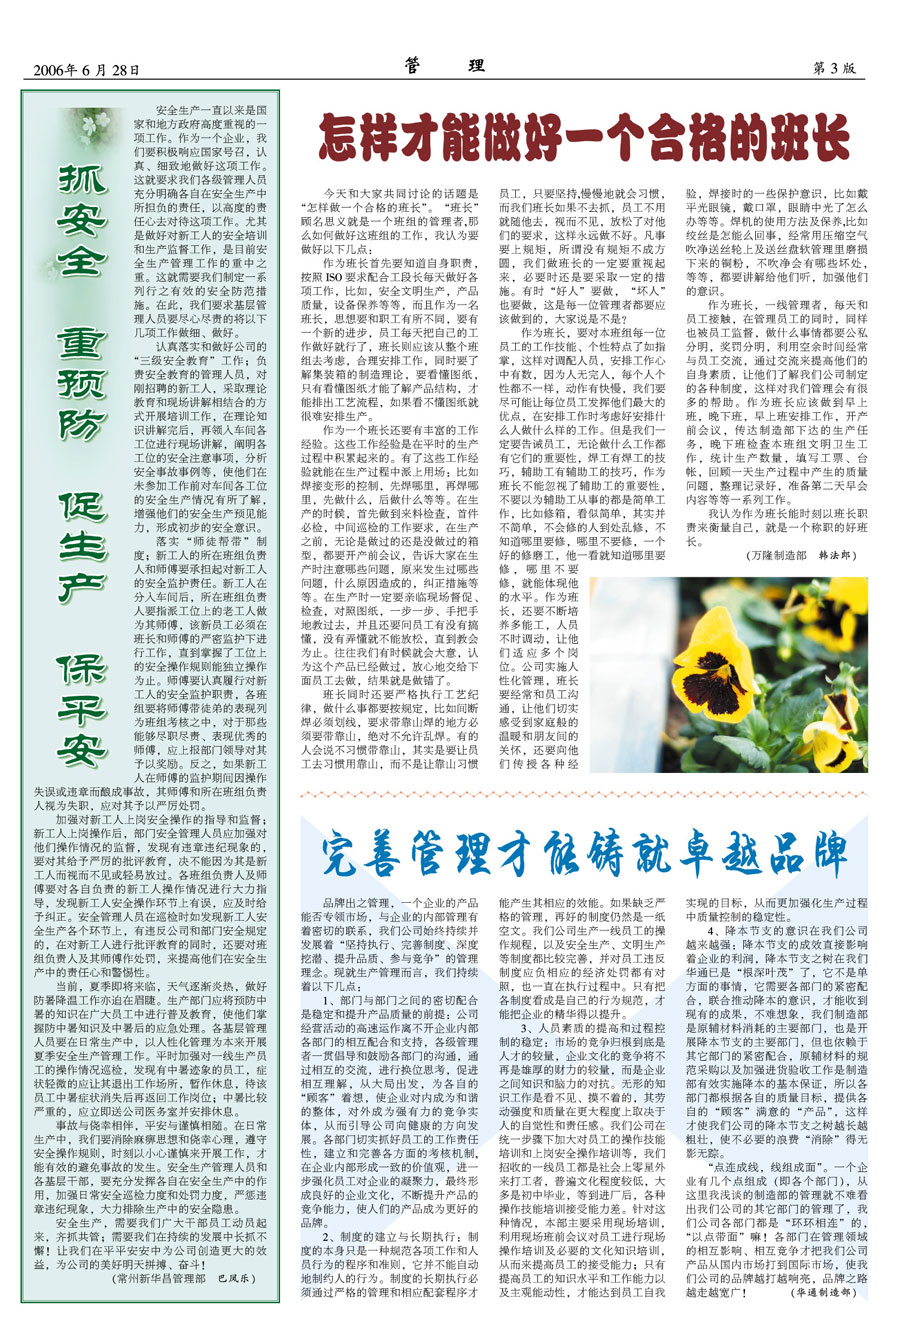 2006年 6 月 28日
管 理
第 3 版
抓安全 重预防 促生产 保平安
安全生产一直以来是国
家和地方政府高度重视的一
项工作。作为一个企业，我
们要积极响应国家号召，认
真、细致地做好这项工作。
这就要求我们各级管理人员
充分明确各自在安全生产中
所担负的责任，以高度的责
任心去对待这项工作。尤其
是做好对新工人的安全培训
和生产监督工作，是目前安
全生产管理工作的重中之
重。这就需要我们制定一系
列行之有效的安全防范措
施。在此，我们要求基层管
理人员要尽心尽责的将以下
几项工作做细、做好。
认真落实和做好公司的
“三级安全教育”工作；负
责安全教育的管理人员，对
刚招聘的新工人，采取理论
教育和现场讲解相结合的方
式开展培训工作，在理论知
识讲解完后，再领入车间各
工位进行现场讲解，阐明各
工位的安全注意事项，分析
安全事故事例等，使他们在
未参加工作前对车间各工位
的安全生产情况有所了解，
增强他们的安全生产预见能
力，形成初步的安全意识。
落实“师徒帮带”制
度；新工人的所在班组负责
人和师傅要承担起对新工人
的安全监护责任。新工人在
分入车间后，所在班组负责
人要指派工位上的老工人做
为其师傅，该新员工必须在
班长和师傅的严密监护下进
行工作，直到掌握了工位上
的安全操作规则能独立操作
为止。师傅要认真履行对新
工人的安全监护职责，各班
组要将师傅带徒弟的表现列
为班组考核之中，对于那些
能够尽职尽责、表现优秀的
师傅，应上报部门领导对其
予以奖励。反之，如果新工
人在师傅的监护期间因操作
失误或违章而酿成事故，其师傅和所在班组负责
人视为失职，应对其予以严厉处罚。
加强对新工人上岗安全操作的指导和监督；
新工人上岗操作后，部门安全管理人员应加强对
他们操作情况的监督，发现有违章违纪现象的，
要对其给予严厉的批评教育，决不能因为其是新
工人而视而不见或轻易放过。各班组负责人及师
傅要对各自负责的新工人操作情况进行大力指
导，发现新工人安全操作环节上有误，应及时给
予纠正。安全管理人员在巡检时如发现新工人安
全生产各个环节上，有违反公司和部门安全规定
的，在对新工人进行批评教育的同时，还要对班
组负责人及其师傅作处罚，来提高他们在安全生
产中的责任心和警惕性。
当前，夏季即将来临，天气逐渐炎热，做好
防暑降温工作亦迫在眉睫。生产部门应将预防中
暑的知识在广大员工中进行普及教育，使他们掌
握防中暑知识及中暑后的应急处理。各基层管理
人员要在日常生产中，以人性化管理为本来开展
夏季安全生产管理工作。平时加强对一线生产员
工的操作情况巡检，发现有中暑迹象的员工，症
状轻微的应让其退出工作场所，暂作休息，待该
员工中暑症状消失后再返回工作岗位；中暑比较
严重的，应立即送公司医务室并安排休息。
事故与侥幸相伴，平安与谨慎相随。在日常
生产中，我们要消除麻痹思想和侥幸心理，遵守
安全操作规则，时刻以小心谨慎来开展工作，才
能有效的避免事故的发生。安全生产管理人员和
各基层干部，要充分发挥各自在安全生产中的作
用，加强日常安全巡检力度和处罚力度，严惩违
章违纪现象，大力排除生产中的安全隐患。
安全生产，需要我们广大干部员工动员起
来，齐抓共管；需要我们在持续的发展中长抓不
懈！让我们在平平安安中为公司创造更大的效
益，为公司的美好明天拼搏、奋斗！
(常州新华昌管理部 巴凤乐)
怎样才能做好一个合格的班长
今天和大家共同讨论的话题是
“怎样做一个合格的班长”。“班长”
顾名思义就是一个班组的管理者,那
么如何做好这班组的工作，我认为要
做好以下几点；
作为班长首先要知道自身职责，
按照 ISO 要求配合工段长每天做好各
项工作，比如，安全文明生产，产品
质量，设备保养等等，而且作为一名
班长，思想要和职工有所不同，要有
一个新的进步，员工每天把自己的工
作做好就行了，班长则应该从整个班
组去考虑，合理安排工作，同时要了
解集装箱的制造理论，要看懂图纸，
只有看懂图纸才能了解产品结构，才
能排出工艺流程，如果看不懂图纸就
很难安排生产。
作为一个班长还要有丰富的工作
经验。这些工作经验是在平时的生产
过程中积累起来的。有了这些工作经
验就能在生产过程中派上用场；比如
焊接变形的控制，先焊哪里，再焊哪
里，先做什么，后做什么等等。在生
产的时候，首先做到来料检查，首件
必检，中间巡检的工作要求，在生产
之前，无论是做过的还是没做过的箱
型，都要开产前会议，告诉大家在生
产时注意哪些问题，原来发生过哪些
问题，什么原因造成的，纠正措施等
等。在生产时一定要亲临现场督促、
检查，对照图纸，一步一步、手把手
地教过去，并且还要问员工有没有搞
懂，没有弄懂就不能放松，直到教会
为止。往往我们有时候就会大意，认
为这个产品已经做过，放心地交给下
面员工去做，结果就是做错了。
班长同时还要严格执行工艺纪
律，做什么事都要按规定，比如间断
焊必须划线，要求带靠山焊的地方必
须要带靠山，绝对不允许乱焊。有的
人会说不习惯带靠山，其实是要让员
工去习惯用靠山，而不是让靠山习惯
员工，只要坚持,慢慢地就会习惯，
而我们班长如果不去抓，员工不用
就随他去，视而不见，放松了对他
们的要求，这样永远做不好。凡事
要上规矩，所谓没有规矩不成方
圆，我们做班长的一定要重视起
来，必要时还是要采取一定的措
施。有时“好人”要做，“坏人”
也要做，这是每一位管理者都要应
该做到的，大家说是不是？
作为班长，要对本班组每一位
员工的工作技能、个性特点了如指
掌，这样对调配人员，安排工作心
中有数，因为人无完人，每个人个
性都不一样，动作有快慢，我们要
尽可能让每位员工发挥他们最大的
优点，在安排工作时考虑好安排什
么人做什么样的工作。但是我们一
定要告诫员工，无论做什么工作都
有它们的重要性，焊工有焊工的技
巧，辅助工有辅助工的技巧，作为
班长不能忽视了辅助工的重要性，
不要以为辅助工从事的都是简单工
作，比如修箱，看似简单，其实并
不简单，不会修的人到处乱修，不
知道哪里要修，哪里不要修，一个
好的修磨工，他一看就知道哪里要
修，哪里不要
修，就能体现他
的水平。作为班
长，还要不断培
养多能工，人员
不时调动，让他
们适应多个岗
位。公司实施人
性化管理，班长
要经常和员工沟
通，让他们切实
感受到家庭般的
温暖和朋友间的
关怀，还要向他
们传授各种经
验，焊接时的一些保护意识，比如戴
平光眼镜，戴口罩，眼睛中光了怎么
办等等。焊机的使用方法及保养,比如
绞丝是怎能么回事，经常用压缩空气
吹净送丝轮上及送丝盘软管理里磨损
下来的铜粉，不吹净会有哪些坏处，
等等，都要讲解给他们听，加强他们
的意识。
作为班长，一线管理者，每天和
员工接触，在管理员工的同时，同样
也被员工监督，做什么事情都要公私
分明，奖罚分明，利用空余时间经常
与员工交流，通过交流来提高他们的
自身素质，让他们了解我们公司制定
的各种制度，这样对我们管理会有很
多的帮助。作为班长应该做到早上
班，晚下班，早上班安排工作，开产
前会议，传达制造部下达的生产任
务，晚下班检查本班组文明卫生工
作，统计生产数量，填写工票、台
帐，回顾一天生产过程中产生的质量
问题，整理记录好，准备第二天早会
内容等等一系列工作。
我认为作为班长能时刻以班长职
责来衡量自己，就是一个称职的好班
长。
(万隆制造部 韩法郎)
完善管理才能铸就卓越品牌
品牌出之管理，一个企业的产品
能否专领市场，与企业的内部管理有
着密切的联系，我们公司始终持续并
发展着“坚持执行、完善制度、深度
挖潜、提升品质、参与竞争”的管理
理念。现就生产管理而言，我们持续
着以下几点；
1、部门与部门之间的密切配合
是稳定和提升产品质量的前提；公司
经营活动的高速运作离不开企业内部
各部门的相互配合和支持，各级管理
者一贯倡导和鼓励各部门的沟通，通
过相互的交流，进行换位思考，促进
相互理解，从大局出发，为各自的
“顾客”着想，使企业对内成为和谐
的整体，对外成为强有力的竞争实
体，从而引导公司向健康的方向发
展。各部门切实抓好员工的工作责任
性，建立和完善各方面的考核机制，
在企业内部形成一致的价值观，进一
步强化员工对企业的凝聚力，最终形
成良好的企业文化，不断提升产品的
竞争能力，使人们的产品成为更好的
品牌。
2、制度的建立与长期执行；制
度的本身只是一种规范各项工作和人
员行为的程序和准则，它并不能自动
地制约人的行为。制度的长期执行必
须通过严格的管理和相应配套程序才
能产生其相应的效能。如果缺乏严
格的管理，再好的制度仍然是一纸
空文。我们公司生产一线员工的操
作规程，以及安全生产、文明生产
等制度都比较完善，并对员工违反
制度应负相应的经济处罚都有对
照，也一直在执行过程中。只有把
各制度看成是自己的行为规范，才
能把企业的精华得以提升。
3、人员素质的提高和过程控
制的稳定；市场的竞争归根到底是
人才的较量，企业文化的竞争将不
再是雄厚的财力的较量，而是企业
之间知识和脑力的对抗。无形的知
识工作是看不见、摸不着的，其劳
动强度和质量在更大程度上取决于
人的自觉性和责任感。我们公司在
统一步骤下加大对员工的操作技能
培训和上岗安全操作培训等，我们
招收的一线员工都是社会上零星外
来打工者，普遍文化程度较低，大
多是初中毕业，等到进厂后，各种
操作技能培训接受能力差。针对这
种情况，本部主要采用现场培训，
利用现场班前会议对员工进行现场
操作培训及必要的文化知识培训，
从而来提高员工的接受能力；只有
提高员工的知识水平和工作能力以
及主观能动性，才能达到员工自我
实现的目标，从而更加强化生产过程
中质量控制的稳定性。
4、降本节支的意识在我们公司
越来越强；降本节支的成效直接影响
着企业的利润，降本节支之树在我们
华通已是“根深叶茂”了，它不是单
方面的事情，它需要各部门的紧密配
合，联合推动降本的意识，才能收到
现有的成果，不难想象，我们制造部
是原辅材料消耗的主要部门，也是开
展降本节支的主要部门，但也依赖于
其它部门的紧密配合，原辅材料的规
范采购以及加强进货验收工作是制造
部有效实施降本的基本保证，所以各
部门都根据各自的质量目标，提供各
自的“顾客”满意的“产品”，这样
才使我们公司的降本节支之树越长越
粗壮，使不必要的浪费“消除”得无
影无踪。
“点连成线，线组成面”。一个企
业有几个点组成（即各个部门），从
这里我浅谈的制造部的管理就不难看
出我们公司的其它部门的管理了，我
们公司各部门都是“环环相连”的，
“以点带面”嘛！各部门在管理领域
的相互影响、相互竞争才把我们公司
产品从国内市场打到国际市场，使我
们公司的品牌越打越响亮，品牌之路
越走越宽广！ (华通制造部)